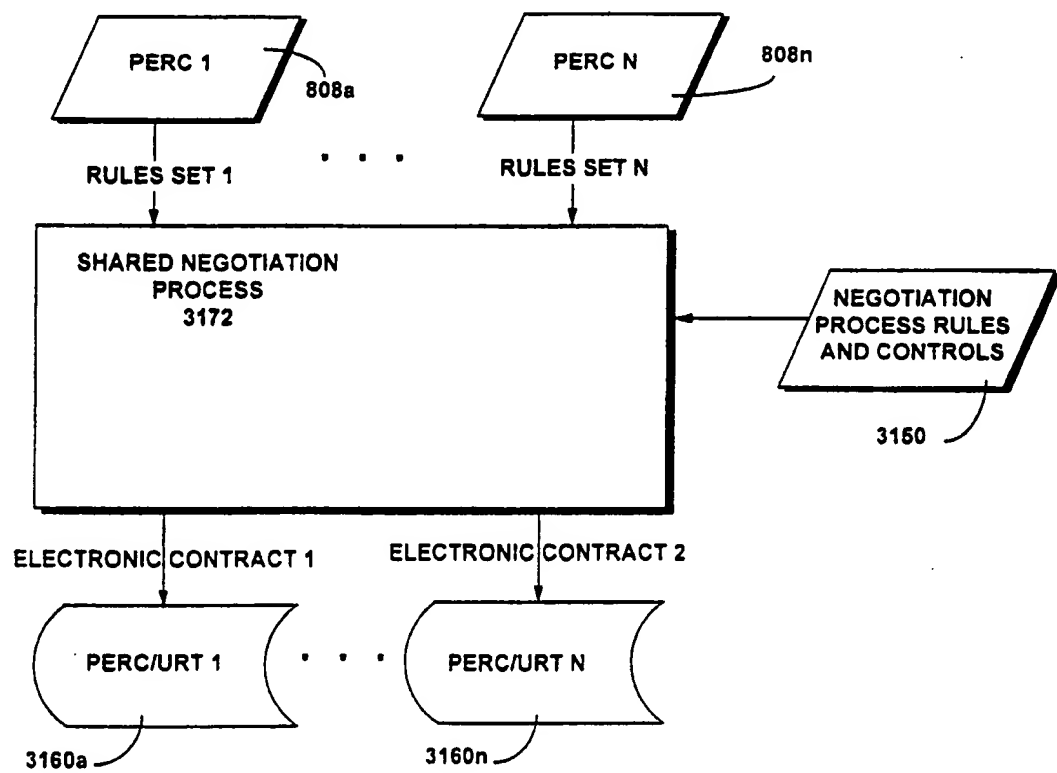 PERC 1
808a
PERC N
808n
RULES SET 1
RULES SET N
SHARED NEGOTIATION
PROCESS
3172
NEGOTIATION
PROCESS RULES
AND CONTROLS
3150
ELECTRONIC CONTRACT 1
ELECTRONIC CONTRACT 2
PERC/URT 1
PERC/URT N
3160a
3160n